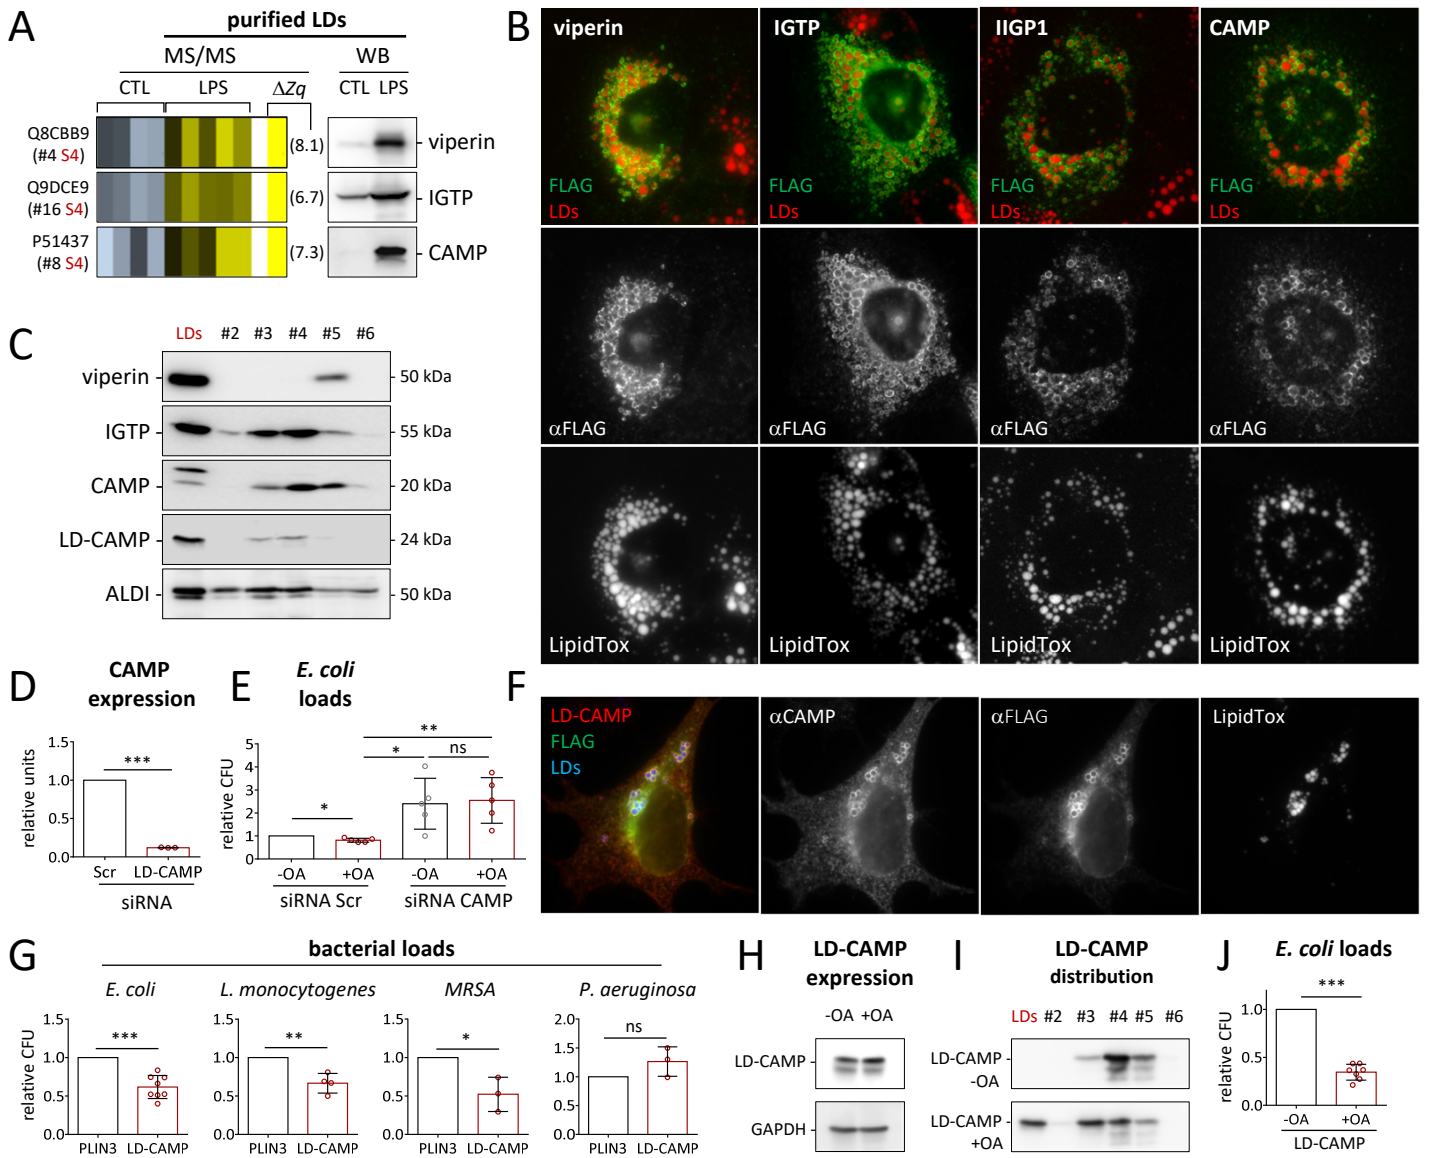 A
purified LDs
MS/MS
WB
CTL
LPS
ΔZq
CTL LPS
Q8CBB9
(#4 S4)
(8.1)
viperin
Q9DCE9
(#16 S4)
(6.7)
IGTP
P51437
(#8 S4)
(7.3)
CAMP
B
viperin
IGTP
IIGP1
CAMP
FLAG
LDs
FLAG
LDs
FLAG
LDs
FLAG
LDs
αFLAG
αFLAG
αFLAG
αFLAG
LipidTox
LipidTox
LipidTox
LipidTox
C
LDs #2 #3 #4 #5 #6
viperin
50 kDa
IGTP
55 kDa
CAMP
20 kDa
LD-CAMP
24 kDa
ALDI
50 kDa
D
CAMP
expression
relative units
1.5
1.0
0.5
0.0
***
Scr LD-CAMP
siRNA
E
E. coli
loads
relative CFU
5
4
3
2
1
0
*
*
**
ns
-OA +OA -OA +OA
siRNA Scr siRNA CAMP
F
LD-CAMP
FLAG
LDs
αCAMP
αFLAG
LipidTox
G
bacterial loads
E. coli
relative CFU
1.5
1.0
0.5
0.0
***
PLIN3 LD-CAMP
L. monocytogenes
1.5
1.0
0.5
0.0
**
PLIN3 LD-CAMP
MRSA
1.5
1.0
0.5
0.0
*
PLIN3 LD-CAMP
P. aeruginosa
2.0
1.5
1.0
0.5
0.0
ns
PLIN3 LD-CAMP
H
LD-CAMP
expression
-OA +OA
LD-CAMP
GAPDH
I
LD-CAMP
distribution
LDs #2 #3 #4 #5 #6
LD-CAMP
-OA
LD-CAMP
+OA
J
E. coli loads
relative CFU
1.0
0.5
0.0
***
-OA +OA
LD-CAMP